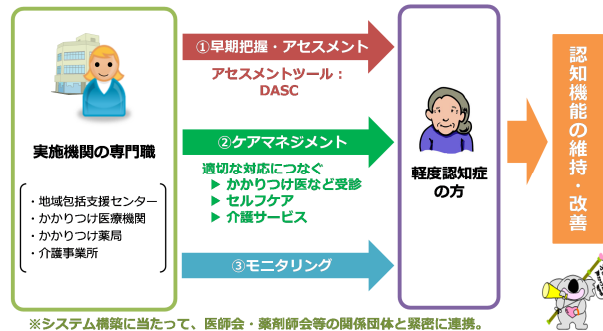 ①早期把握・アセスメント
アセスメントツール：
DASC
実施機関の専門職
・地域包括支援センター
・かかりつけ医療機関
・かかりつけ薬局
・介護事業所
②ケアマネジメント
適切な対応につなぐ
▶ かかりつけ医など受診
▶ セルフケア
▶ 介護サービス
③モニタリング
軽度認知症
の方
認知機能の維持・改善
※システム構築に当たって、医師会・薬剤師会等の関係団体と緊密に連携。